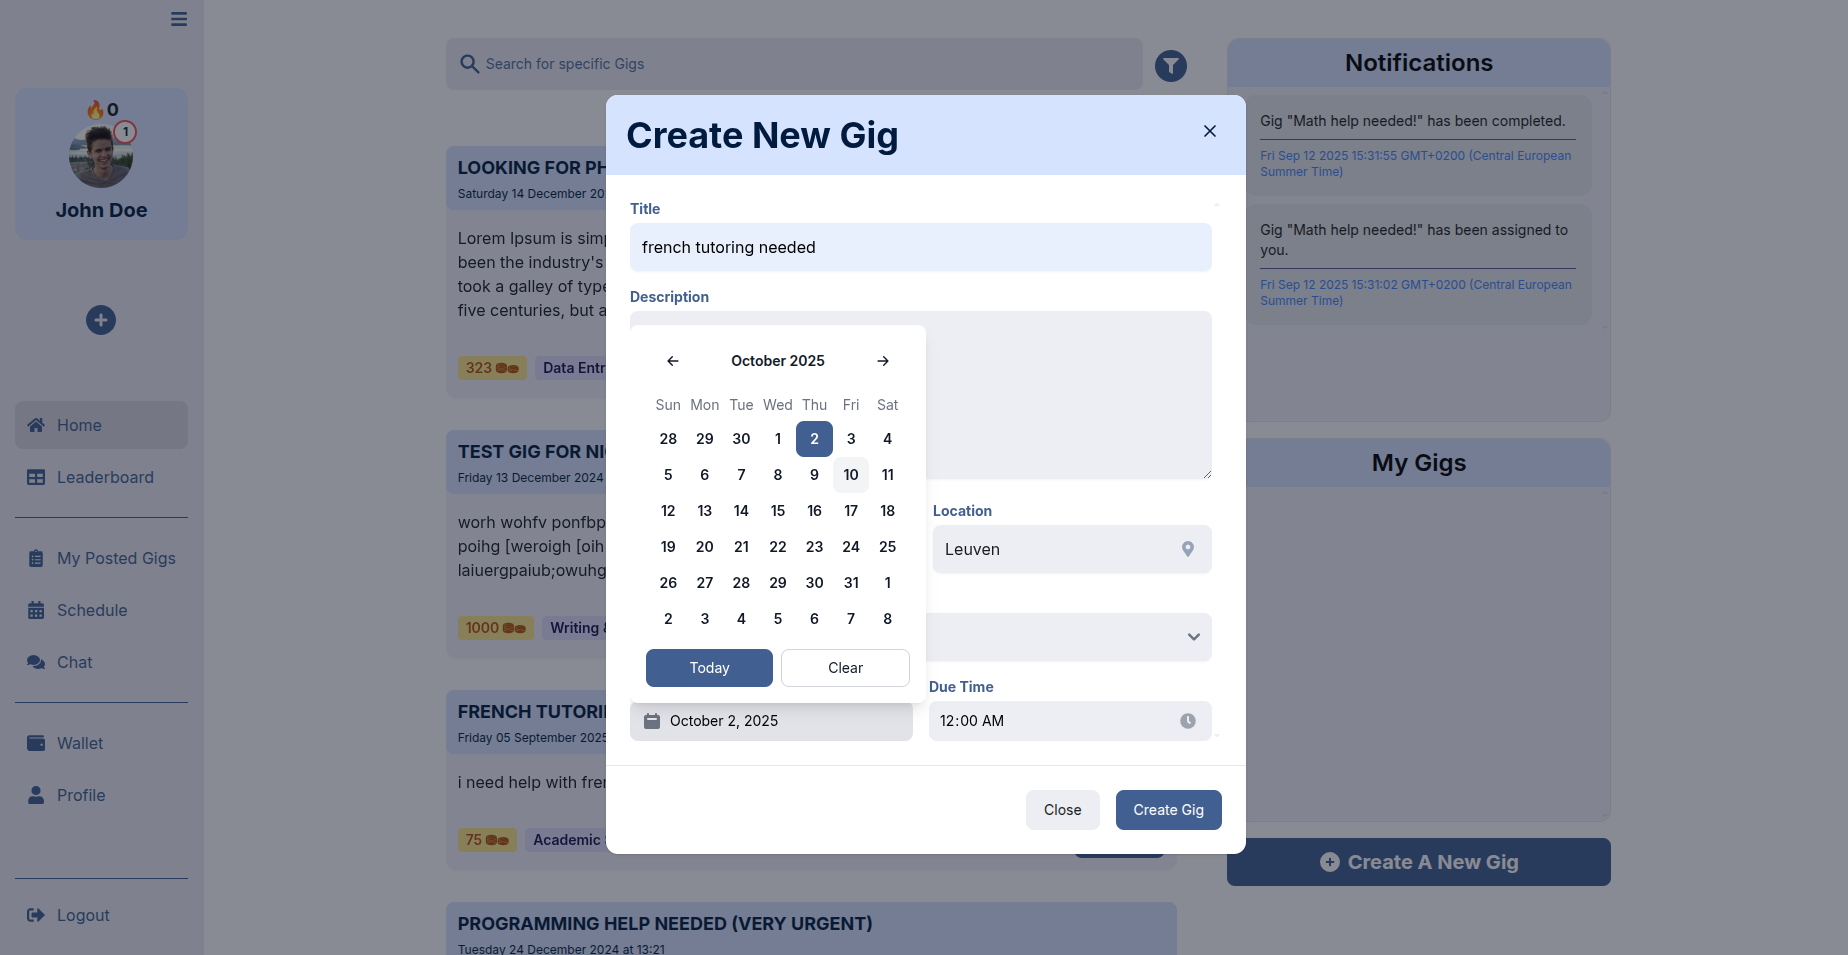 🔥0
1
John Doe
Home
Leaderboard
My Posted Gigs
Schedule
Chat
Wallet
Profile
Logout
Search for specific Gigs
LOOKING FOR PH
Saturday 14 December 20
Lorem Ipsum is simp
been the industry's
took a galley of type
five centuries, but a
323
Data Entr
TEST GIG FOR NI
Friday 13 December 2024
worh wohfv ponfbp
poihg [weroigh [oih
laiuergpaiub;owuhg
1000
Writing &
FRENCH TUTORI
Friday 05 September 2025
i need help with fren
75
Academic
PROGRAMMING HELP NEEDED (VERY URGENT)
Tuesday 24 December 2024 at 13:21
Create New Gig
Title
french tutoring needed
Description
October 2025
Sun Mon Tue Wed Thu Fri Sat
28 29 30 1 2 3 4
5 6 7 8 9 10 11
12 13 14 15 16 17 18
19 20 21 22 23 24 25
26 27 28 29 30 31 1
2 3 4 5 6 7 8
Today Clear
Location
Leuven
Due Time
October 2, 2025
12:00 AM
Close
Create Gig
Notifications
Gig "Math help needed!" has been completed.
Fri Sep 12 2025 15:31:55 GMT+0200 (Central European
Summer Time)
Gig "Math help needed!" has been assigned to
you.
Fri Sep 12 2025 15:31:02 GMT+0200 (Central European
Summer Time)
My Gigs
Create A New Gig